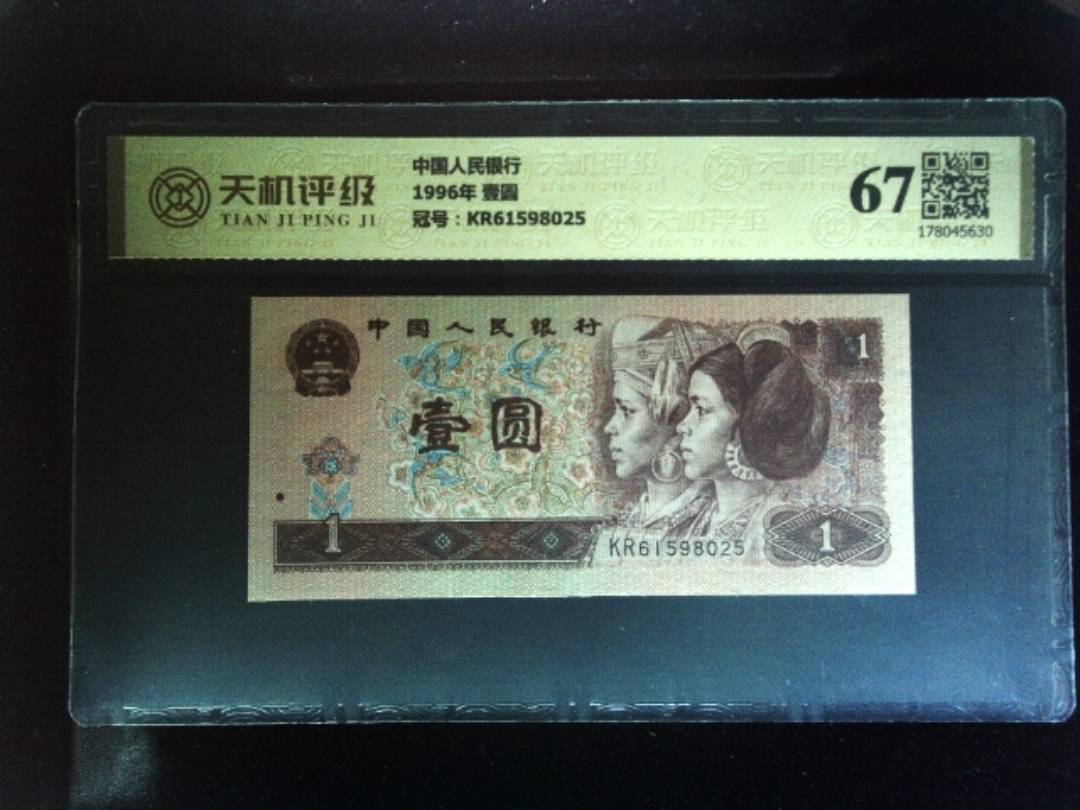 天机评级
TIAN JI PING JI
中国人民银行
1996年 壹圆
冠号：KR61598025
67
178045630
中国人民银行
1
壹圆
1
KR61598025
1